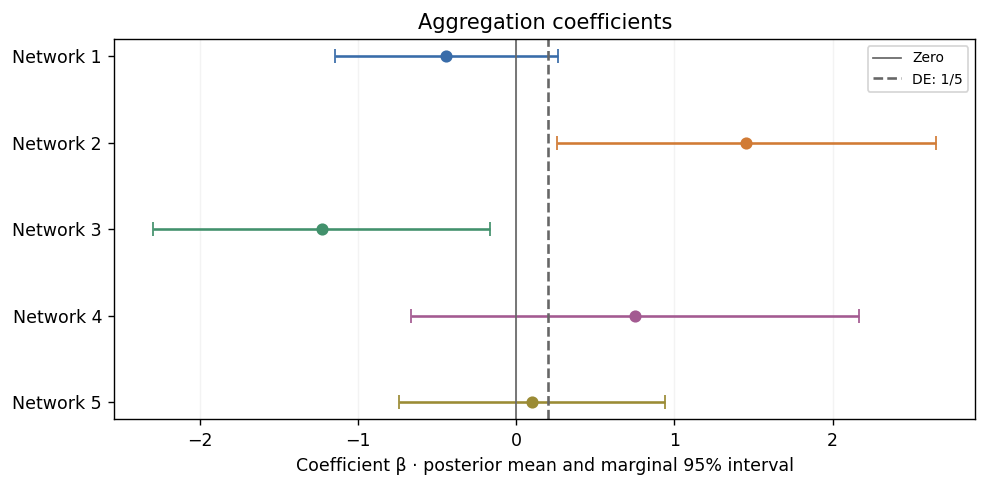 Aggregation coefficients
Network 1
Network 2
Network 3
Network 4
Network 5
Zero
DE: 1/5
−2
−1
0
1
2
Coefficient β · posterior mean and marginal 95% interval